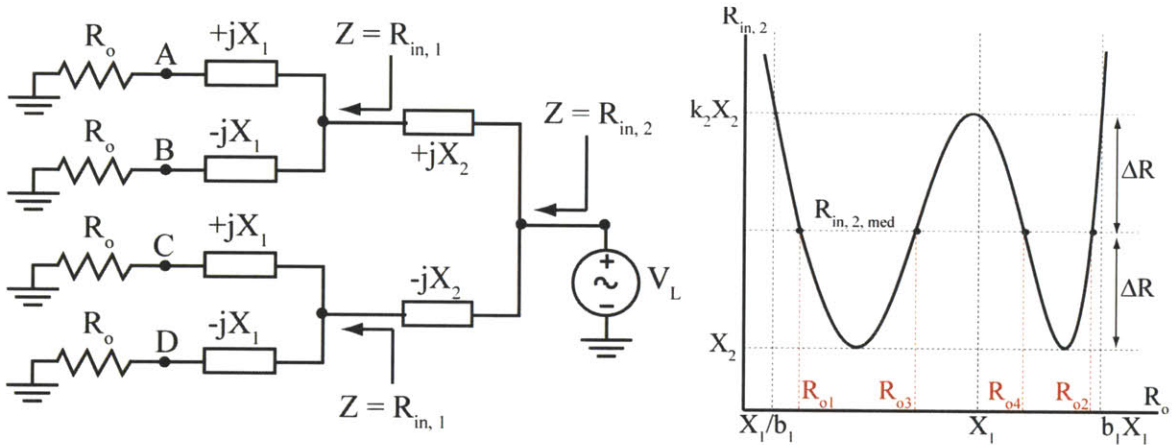 R_o A +jX_1
Z = R_in, 1
R_o B -jX_1
+jX_2
Z = R_in, 2
R_o C +jX_1
-jX_2
+
-
V_L
R_o D -jX_1
Z = R_in, 1
R_in, 2
k_2X_2
ΔR
R_in, 2, med
ΔR
X_2
R_o1 R_o3 R_o4 R_o2 R_o
X_1/b_1 X_1 b_1X_1